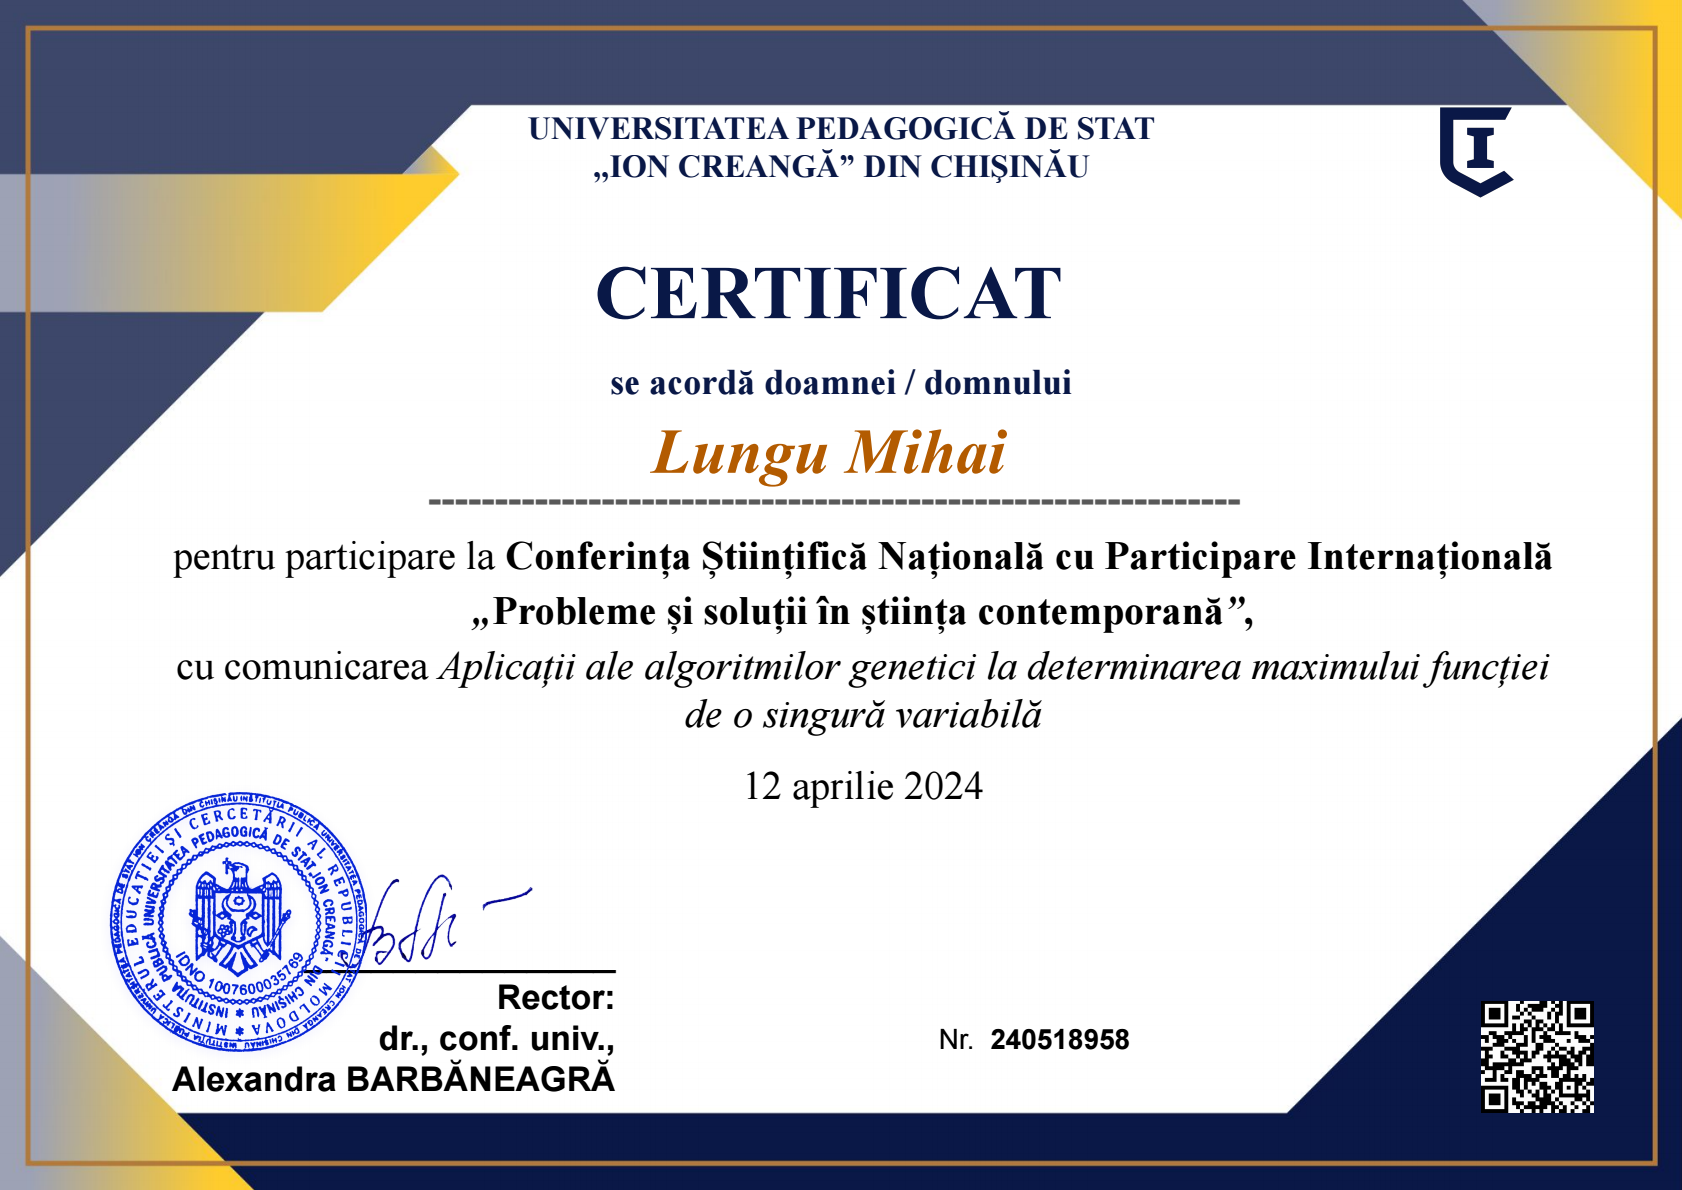 UNIVERSITATEA PEDAGOGICĂ DE STAT
„ION CREANGĂ” DIN CHIŞINĂU
CERTIFICAT
se acordă doamnei / domnului
Lungu Mihai
pentru participare la Conferința Științifică Națională cu Participare Internațională
„Probleme și soluții în știința contemporană”,
cu comunicarea Aplicații ale algoritmilor genetici la determinarea maximului funcției
de o singură variabilă
12 aprilie 2024
MINISTERUL EDUCAȚIEI ȘI CERCETĂRII AL REPUBLICII MOLDOVA
INSTITUȚIA PUBLICĂ UNIVERSITATEA PEDAGOGICĂ DE STAT „ION CREANGĂ” DIN CHIȘINĂU
IDNO 1007600035769
Rector:
dr., conf. univ.,
Alexandra BARBĂNEAGRĂ
Nr. 240518958